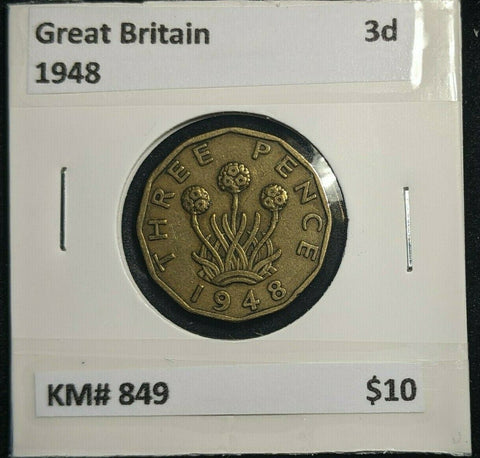 Great Britain 3d
1948
THREE PENCE
1948
KM# 849 $10